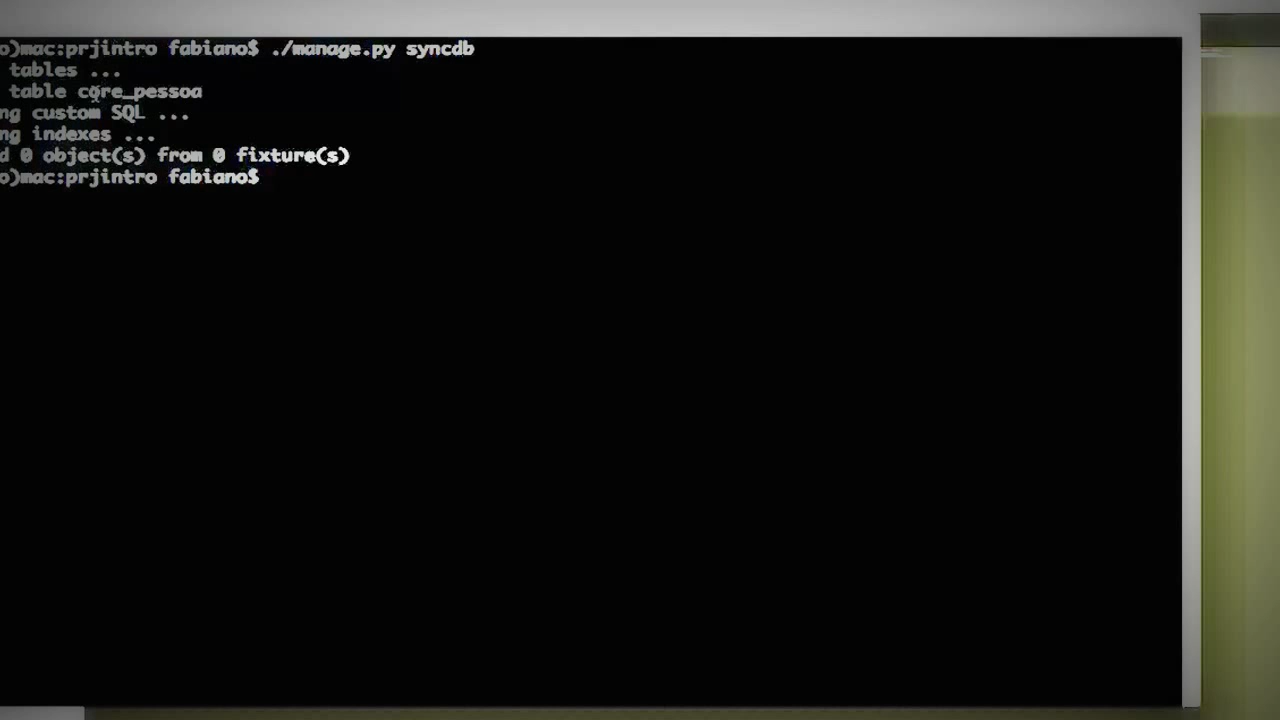 o)mac:prjintro fabiano$ ./manage.py syncdb
tables ...
table core_pessoa
ng custom SQL ...
ng indexes ...
d 0 object(s) from 0 fixture(s)
o)mac:prjintro fabiano$